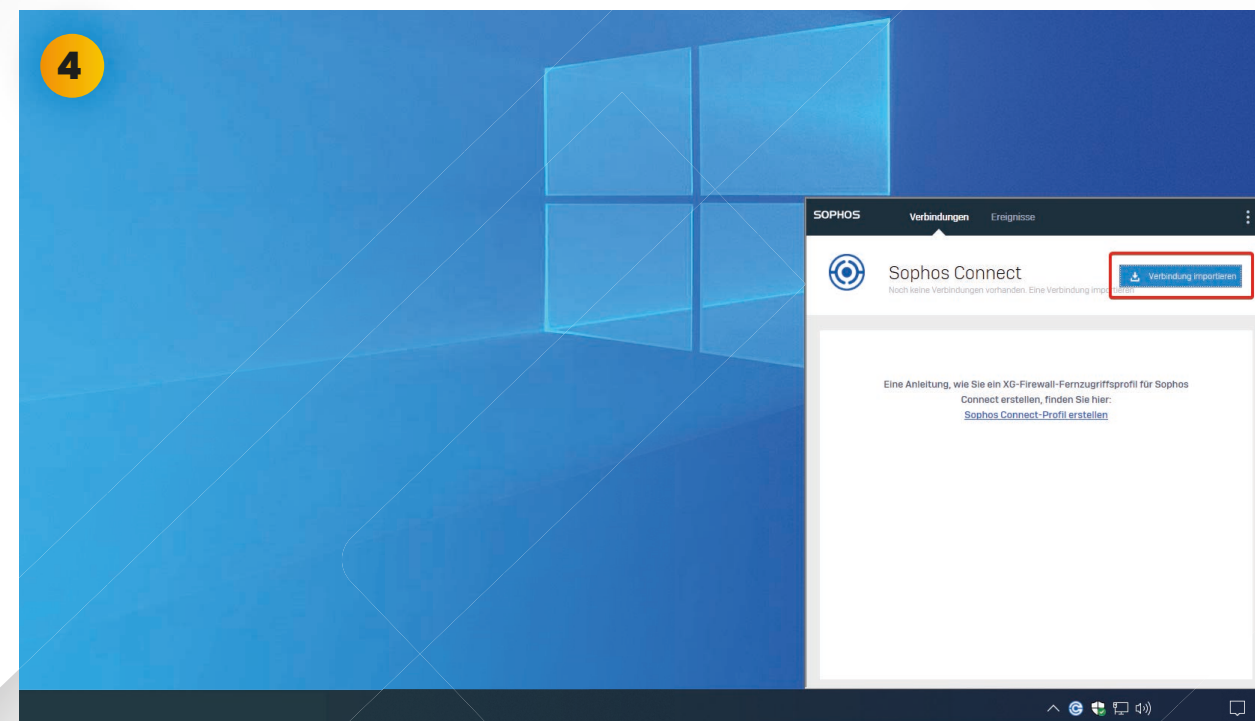 4
SOPHOS Verbindungen Ereignisse
Sophos Connect
Noch keine Verbindungen vorhanden. Eine Verbindung importieren
Verbindung importieren
Eine Anleitung, wie Sie ein XG-Firewall-Fernzugriffsprofil für Sophos
Connect erstellen, finden Sie hier:
Sophos Connect-Profil erstellen